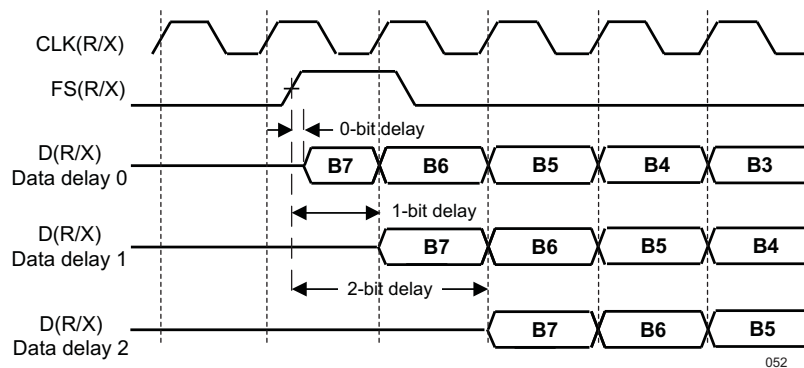 CLK(R/X)
FS(R/X)
0-bit delay
D(R/X)
Data delay 0
B7 B6 B5 B4 B3
1-bit delay
D(R/X)
Data delay 1
B7 B6 B5 B4
2-bit delay
D(R/X)
Data delay 2
B7 B6 B5
052